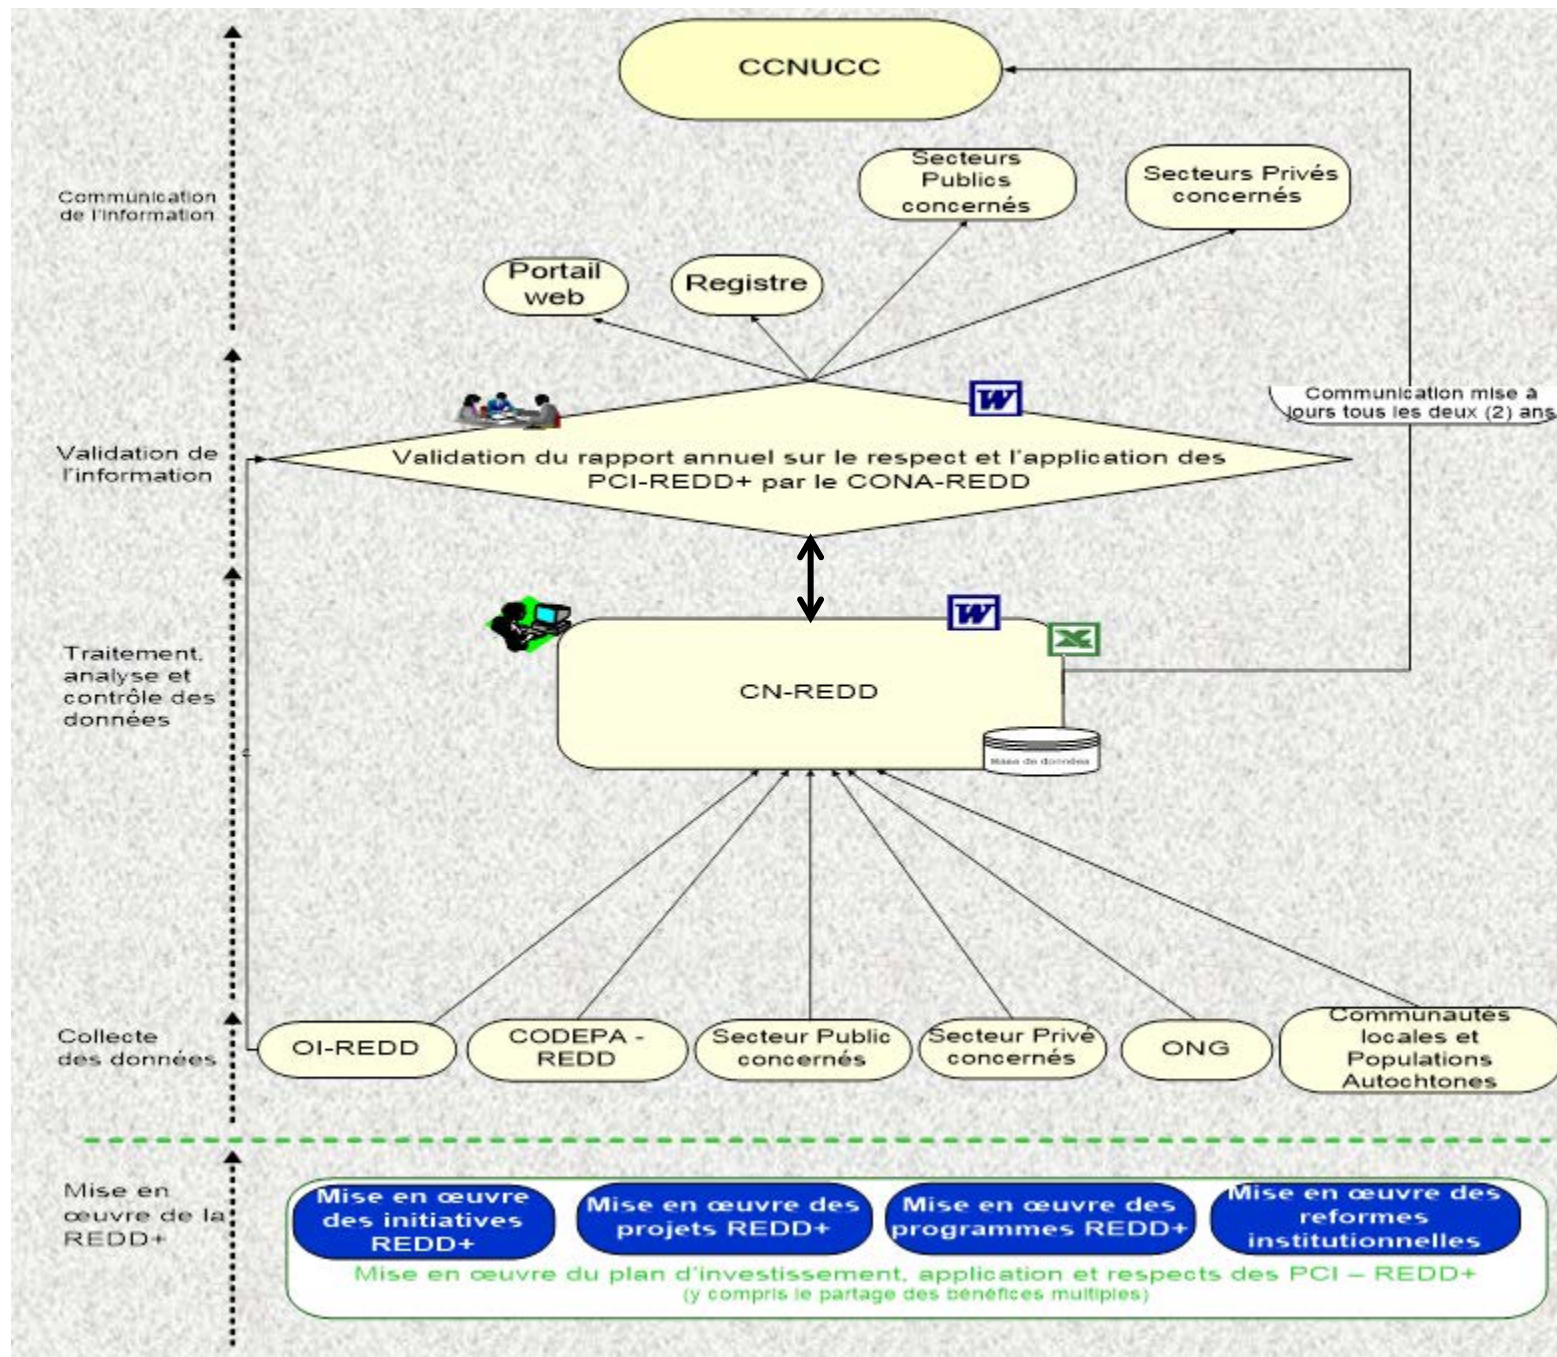 CCNUCC
Secteurs
Publics
concernés
Secteurs Privés
concernés
Communication
de l'Information
Portail
web
Registre
W
Communication mise à
jours tous les deux (2) ans
Validation de
l'information
Validation du rapport annuel sur le respect et l'application des
PCI-REDD+ par le CONA-REDD
W
X
Traitement,
analyse et
contrôle des
données
CN-REDD
Base de données
Collecte
des données
OI-REDD
CODEPA -
REDD
Secteur Public
concernés
Secteur Privé
concernés
ONG
Communautés
locales et
Populations
Autochtones
Mise en
œuvre de la
REDD+
Mise en œuvre
des initiatives
REDD+
Mise en œuvre des
projets REDD+
Mise en œuvre des
programmes REDD+
Mise en œuvre des
reformes
institutionnelles
Mise en œuvre du plan d'investissement, application et respects des PCI – REDD+
(y compris le partage des bénéfices multiples)